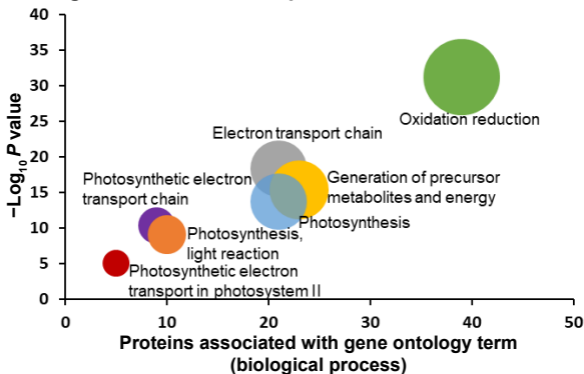 40
35
30
25
20
15
10
5
0
−Log10 P value
Oxidation reduction
Electron transport chain
Generation of precursor
metabolites and energy
Photosynthetic electron
transport chain
Photosynthesis
Photosynthesis,
light reaction
Photosynthetic electron
transport in photosystem II
0 10 20 30 40 50
Proteins associated with gene ontology term
(biological process)